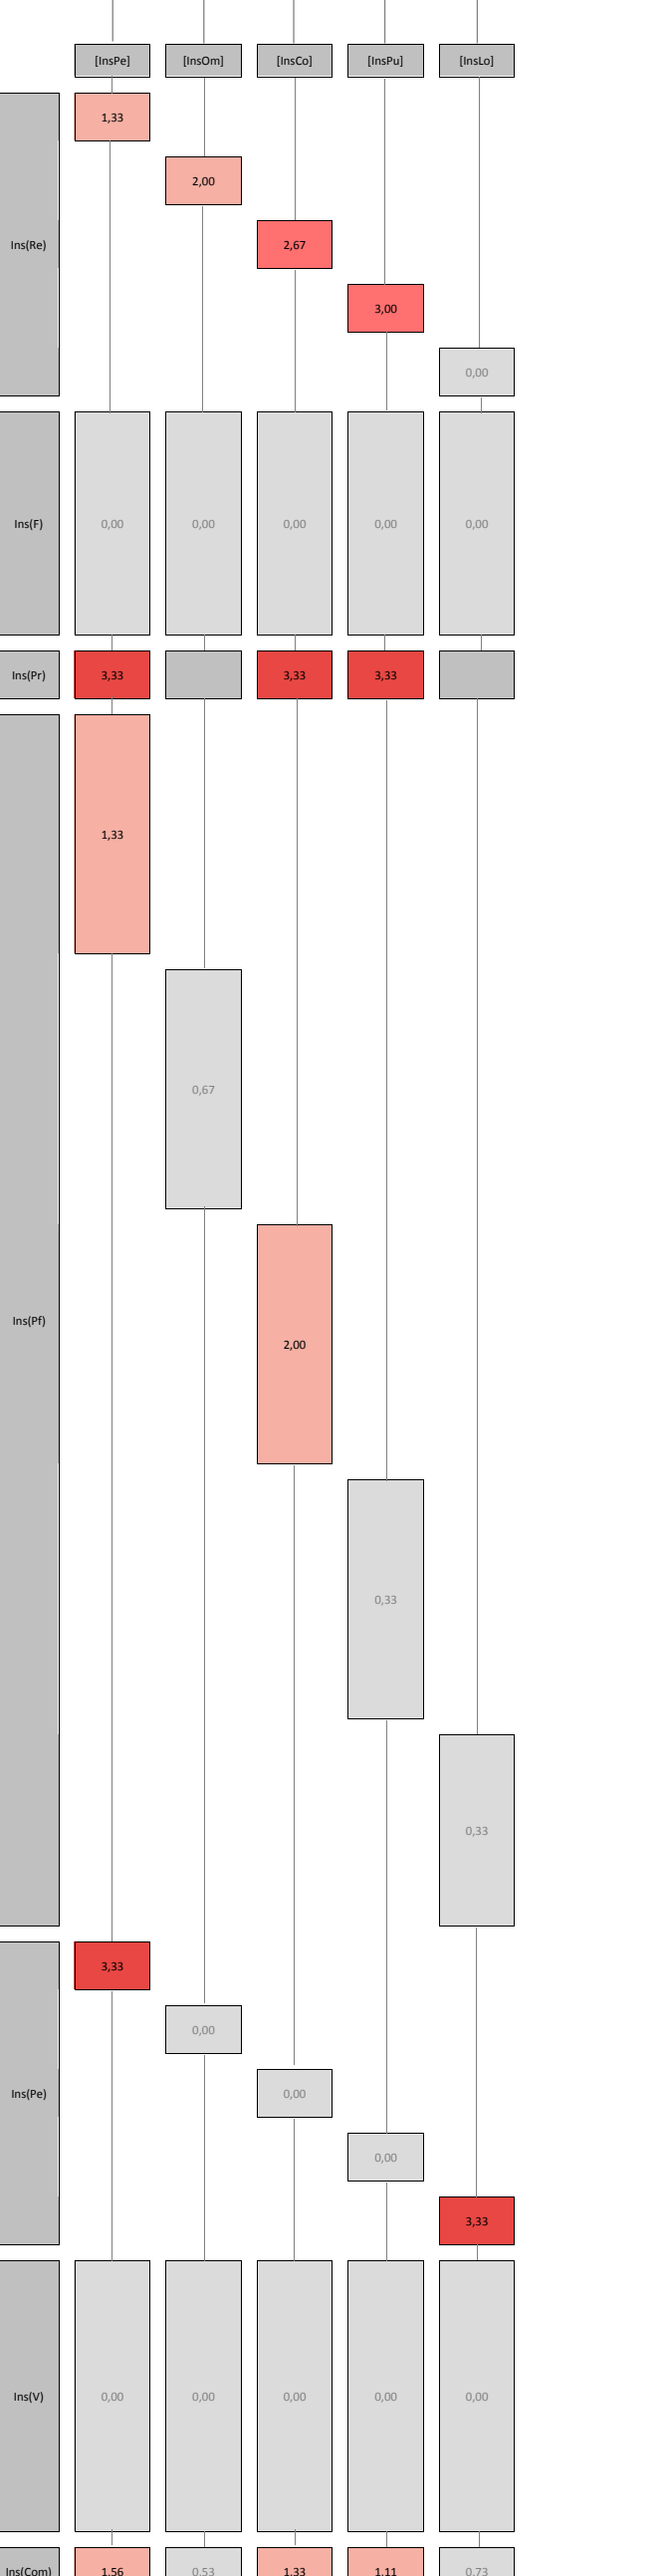 [InsPe] [InsOm] [InsCo] [InsPu] [InsLo]
1,33
2,00
Ins(Re) 2,67
3,00
0,00
Ins(F) 0,00 0,00 0,00 0,00 0,00
Ins(Pr) 3,33 3,33 3,33
1,33
0,67
Ins(Pf)
2,00
0,33
0,33
3,33
0,00
Ins(Pe) 0,00
0,00
3,33
Ins(V) 0,00 0,00 0,00 0,00 0,00
Ins(Com) 1,56 0,53 1,33 1,11 0,73